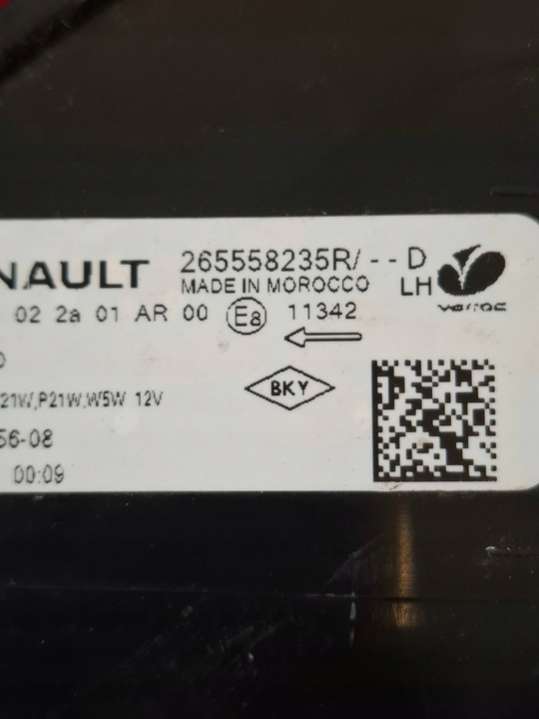 NAULT 265558235R/--D
MADE IN MOROCCO LH
02 2a 01 AR 00 E8 11342
21W,P21W,W5W 12V
BKY
56-08
00:09